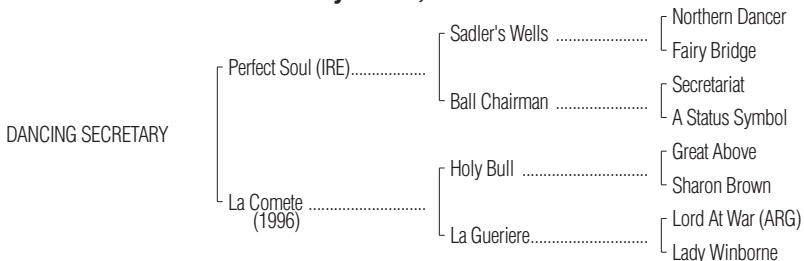 Northern Dancer
Sadler's Wells ....................
Fairy Bridge
Perfect Soul (IRE)..................
Secretariat
Ball Chairman ....................
A Status Symbol
DANCING SECRETARY
Great Above
Holy Bull ...........................
Sharon Brown
La Comete .........................
(1996)
Lord At War (ARG)
La Gueriere.........................
Lady Winborne